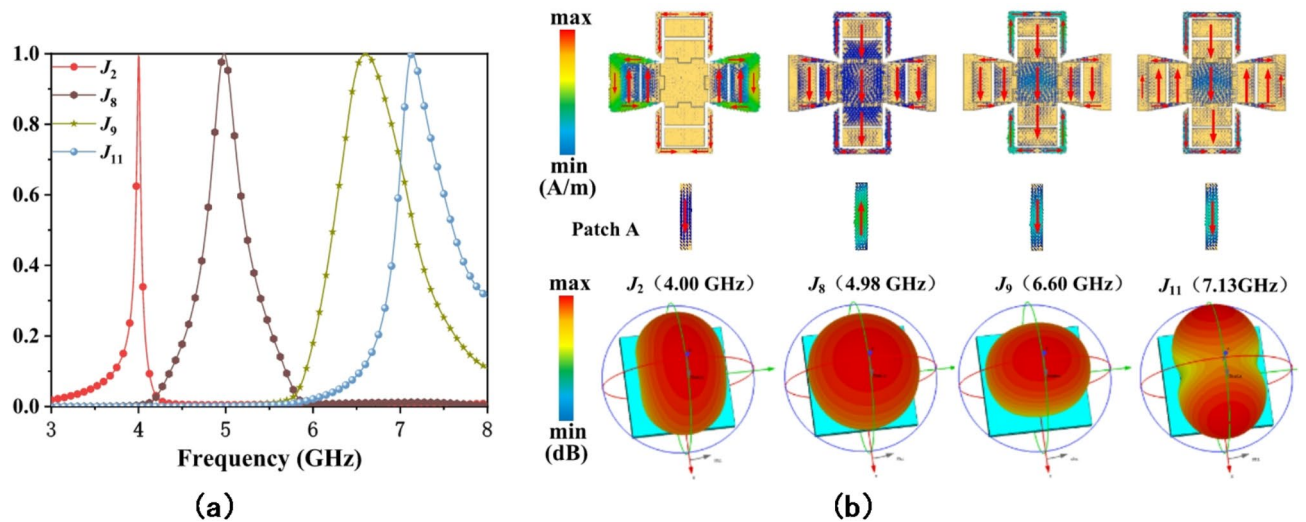 (a)
1.0
0.8
0.6
0.4
0.2
0.0
J2
J8
J9
J11
3 4 5 6 7 8
Frequency (GHz)
(a)
(b)
max
min
(A/m)
Patch A
J2 (4.00 GHz) J8 (4.98 GHz) J9 (6.60 GHz) J11 (7.13GHz)
max
min
(dB)
(b)